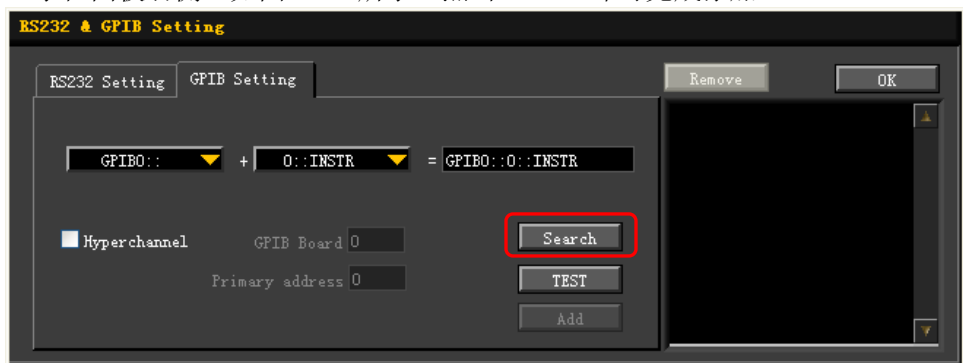 RS232 & GPIB Setting
RS232 Setting
GPIB Setting
Remove
OK
GPIB0::
+
0::INSTR
=
GPIB0::0::INSTR
Hyperchannel
GPIB Board
0
Search
Primary address
0
TEST
Add